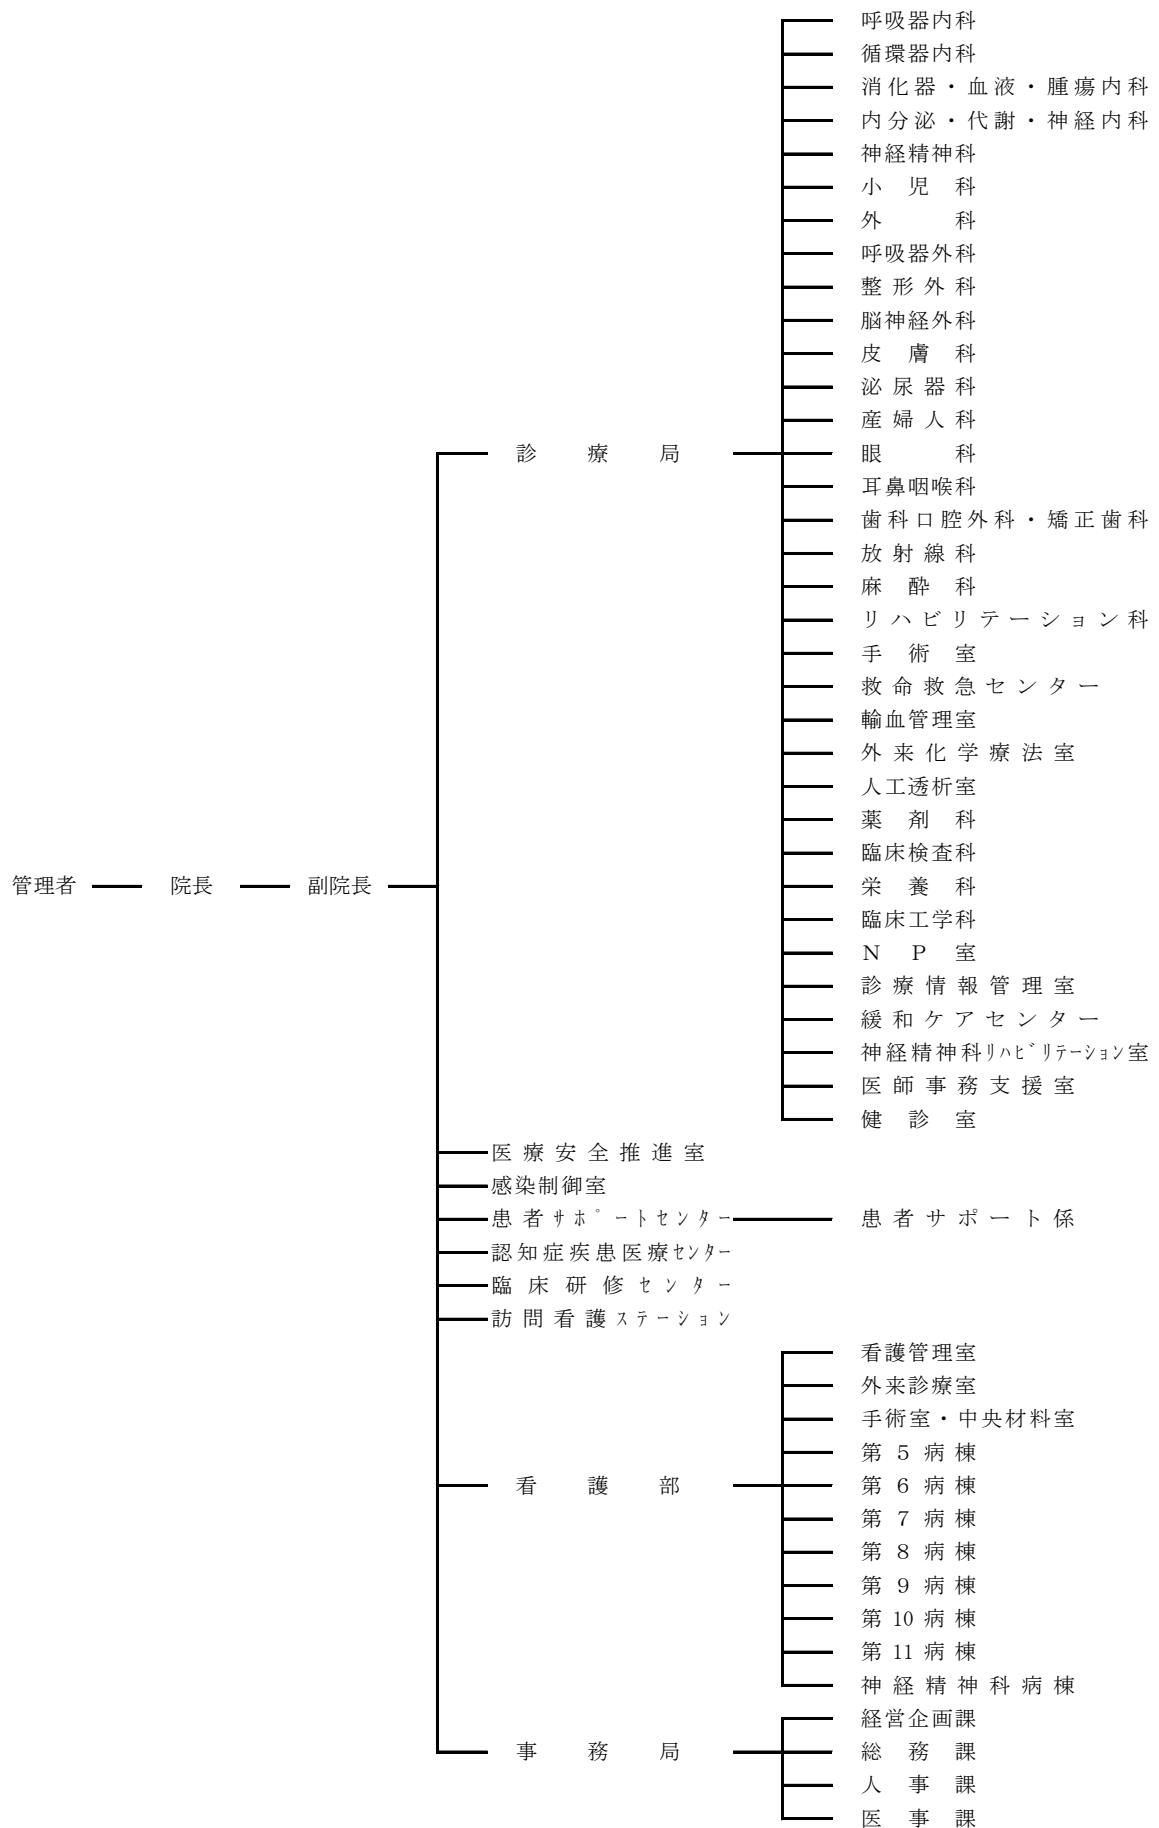 呼吸器内科
循環器内科
消化器・血液・腫瘍内科
内分泌・代謝・神経内科
神経精神科
小児科
外科
呼吸器外科
整形外科
脳神経外科
皮膚科
泌尿器科
産婦人科
診療局 眼科
耳鼻咽喉科
歯科口腔外科・矯正歯科
放射線科
麻酔科
リハビリテーション科
手術室
救命救急センター
輸血管理室
外来化学療法室
人工透析室
薬剤科
臨床検査科
管理者 院長 副院長 栄養科
臨床工学科
ＮＰ室
診療情報管理室
緩和ケアセンター
神経精神科ﾘﾊﾋﾞﾘﾃｰｼｮﾝ室
医師事務支援室
健診室
医療安全推進室
感染制御室
患者ｻﾎﾟｰﾄｾﾝﾀｰ 患者サポート係
認知症疾患医療ｾﾝﾀｰ
臨床研修ｾﾝﾀｰ
訪問看護ｽﾃｰｼｮﾝ
看護管理室
外来診療室
手術室・中央材料室
第５病棟
看護部 第６病棟
第７病棟
第８病棟
第９病棟
第10病棟
第11病棟
神経精神科病棟
経営企画課
事務局 総務課
人事課
医事課